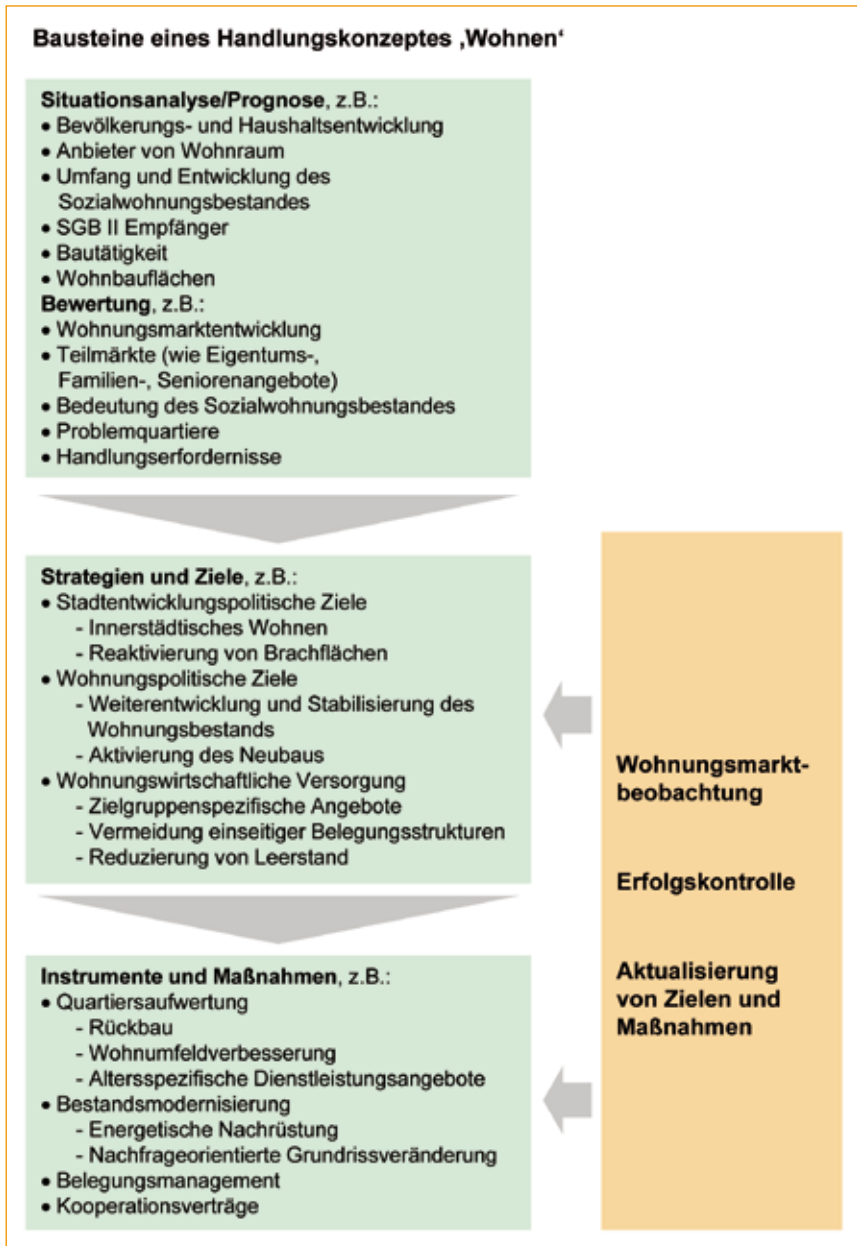 Bausteine eines Handlungskonzeptes ‚Wohnen‘
Situationsanalyse/Prognose, z.B.:
• Bevölkerungs- und Haushaltsentwicklung
• Anbieter von Wohnraum
• Umfang und Entwicklung des
Sozialwohnungsbestandes
• SGB II Empfänger
• Bautätigkeit
• Wohnbauflächen
Bewertung, z.B.:
• Wohnungsmarktentwicklung
• Teilmärkte (wie Eigentums-,
Familien-, Seniorenangebote)
• Bedeutung des Sozialwohnungsbestandes
• Problemquartiere
• Handlungserfordernisse
Strategien und Ziele, z.B.:
• Stadtentwicklungspolitische Ziele
- Innerstädtisches Wohnen
- Reaktivierung von Brachflächen
• Wohnungspolitische Ziele
- Weiterentwicklung und Stabilisierung des
Wohnungsbestands
- Aktivierung des Neubaus
• Wohnungswirtschaftliche Versorgung
- Zielgruppenspezifische Angebote
- Vermeidung einseitiger Belegungsstrukturen
- Reduzierung von Leerstand
Instrumente und Maßnahmen, z.B.:
• Quartiersaufwertung
- Rückbau
- Wohnumfeldverbesserung
- Altersspezifische Dienstleistungsangebote
• Bestandsmodernisierung
- Energetische Nachrüstung
- Nachfrageorientierte Grundrissveränderung
• Belegungsmanagement
• Kooperationsverträge
Wohnungsmarkt-
beobachtung
Erfolgskontrolle
Aktualisierung
von Zielen und
Maßnahmen